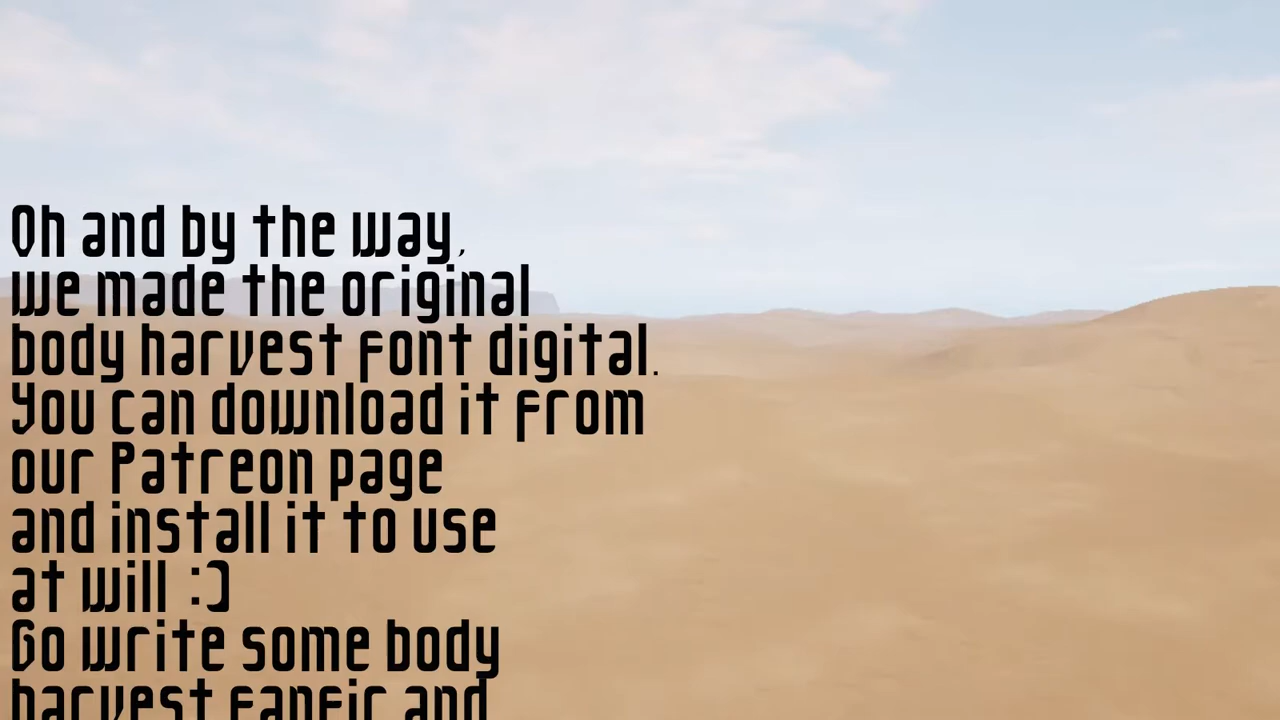 Oh and by the way,
we made the original
body harvest font digital.
You can download it from
our Patreon page
and install it to use
at will :)
Go write some body
harvest fanfic and